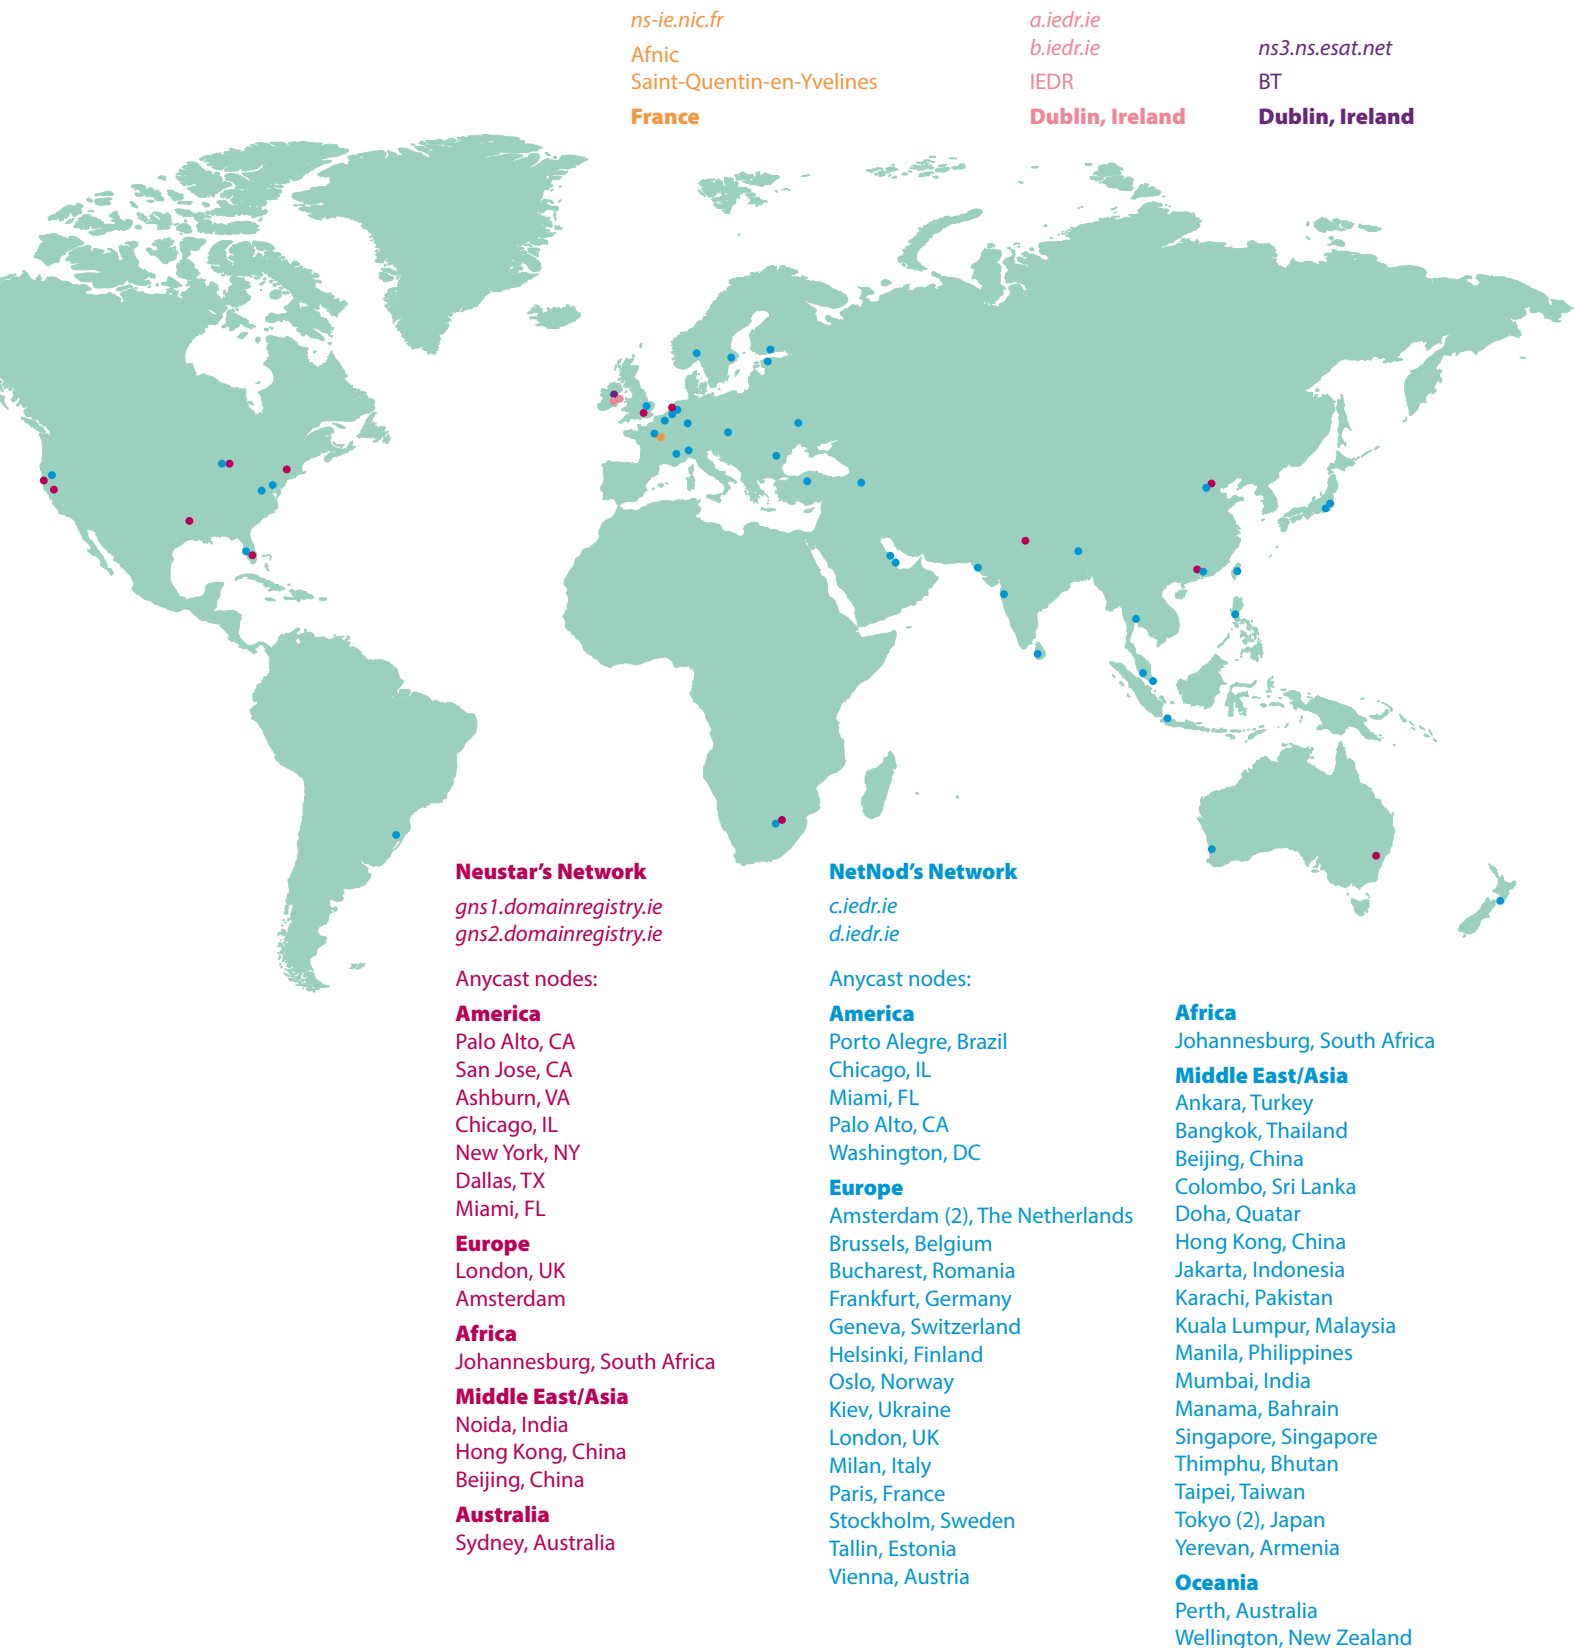 ns-ie.nic.fr
Afnic
Saint-Quentin-en-Yvelines
France
a.iedr.ie
b.iedr.ie
IEDR
Dublin, Ireland
ns3.ns.esat.net
BT
Dublin, Ireland
Neustar’s Network
gns1.domainregistry.ie
gns2.domainregistry.ie
Anycast nodes:
America
Palo Alto, CA
San Jose, CA
Ashburn, VA
Chicago, IL
New York, NY
Dallas, TX
Miami, FL
Europe
London, UK
Amsterdam
Africa
Johannesburg, South Africa
Middle East/Asia
Noida, India
Hong Kong, China
Beijing, China
Australia
Sydney, Australia
NetNod’s Network
c.iedr.ie
d.iedr.ie
Anycast nodes:
America
Porto Alegre, Brazil
Chicago, IL
Miami, FL
Palo Alto, CA
Washington, DC
Europe
Amsterdam (2), The Netherlands
Brussels, Belgium
Bucharest, Romania
Frankfurt, Germany
Geneva, Switzerland
Helsinki, Finland
Oslo, Norway
Kiev, Ukraine
London, UK
Milan, Italy
Paris, France
Stockholm, Sweden
Tallin, Estonia
Vienna, Austria
Africa
Johannesburg, South Africa
Middle East/Asia
Ankara, Turkey
Bangkok, Thailand
Beijing, China
Colombo, Sri Lanka
Doha, Quatar
Hong Kong, China
Jakarta, Indonesia
Karachi, Pakistan
Kuala Lumpur, Malaysia
Manila, Philippines
Mumbai, India
Manama, Bahrain
Singapore, Singapore
Thimphu, Bhutan
Taipei, Taiwan
Tokyo (2), Japan
Yerevan, Armenia
Oceania
Perth, Australia
Wellington, New Zealand